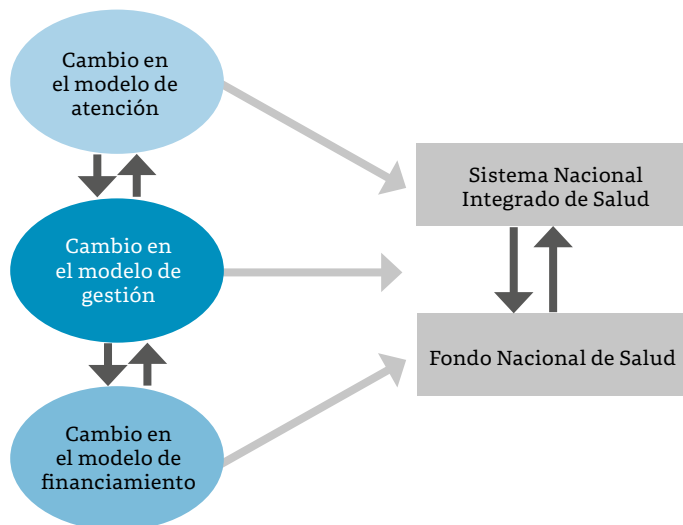 Cambio en
el modelo de
atención
Sistema Nacional
Integrado de Salud
Cambio en
el modelo de
gestión
Fondo Nacional de Salud
Cambio en
el modelo de
financiamiento